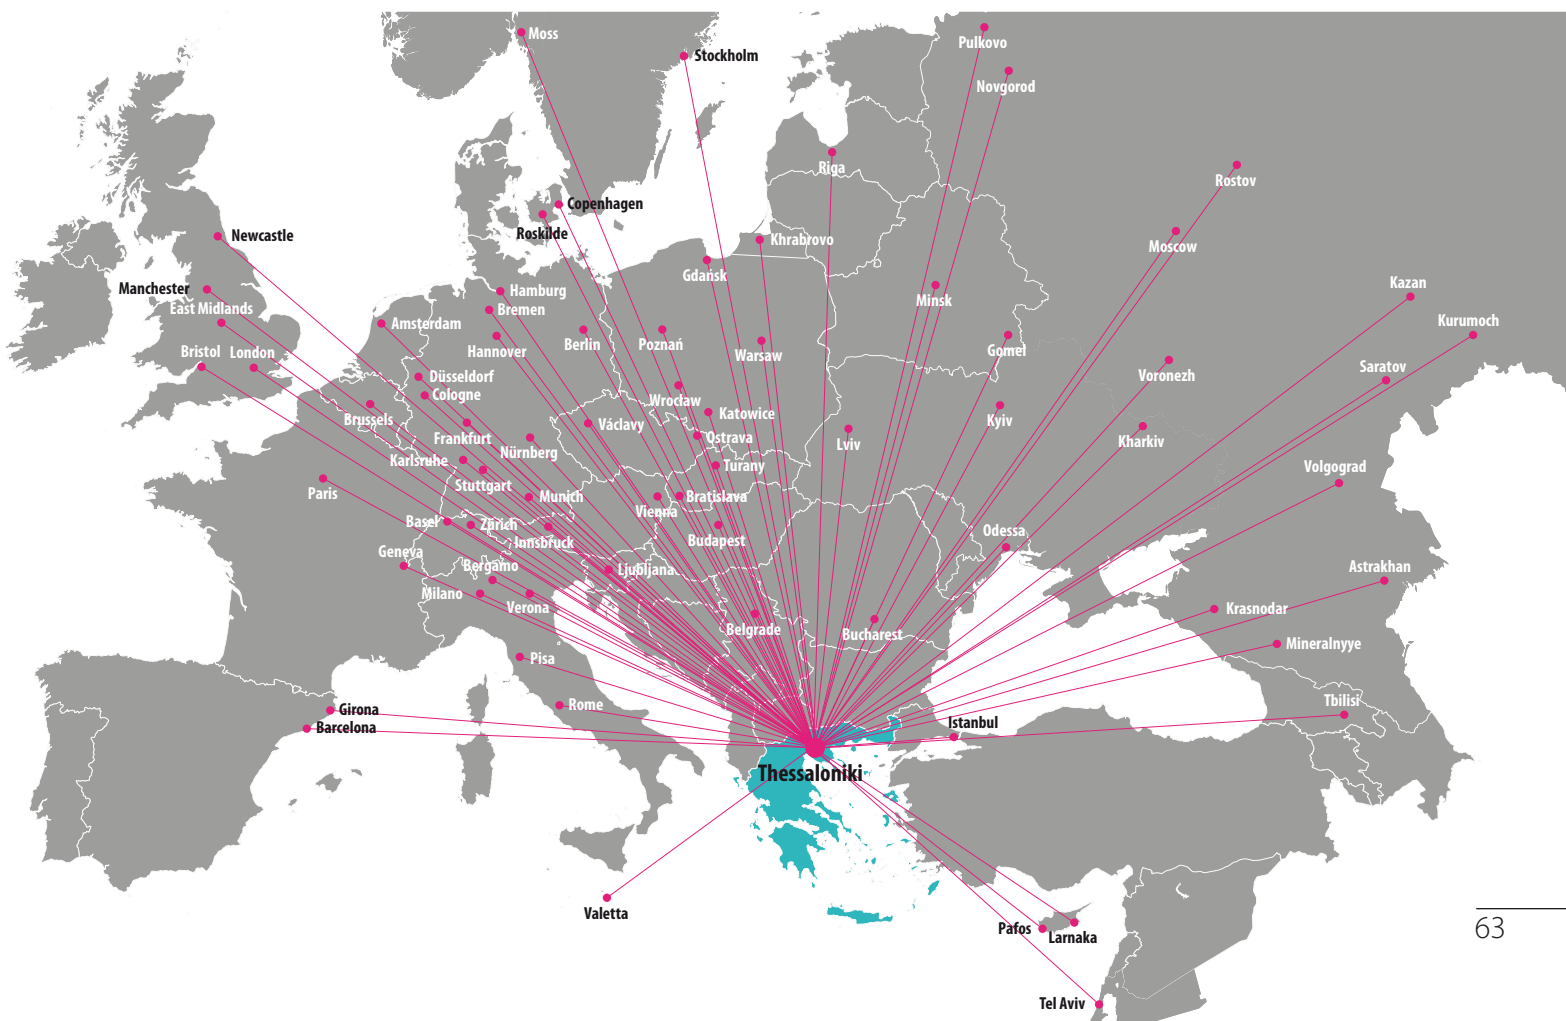 Moss
Pulkovo
Stockholm
Novgorod
Riga
Rostov
Copenhagen
Roskilde
Newcastle
Khrabrovo
Moscow
Gdańsk
Manchester
Hamburg
Minsk
Kazan
East Midlands
Bremen
Amsterdam
Kurumoch
Bristol
London
Hannover
Berlin
Poznań
Warsaw
Gomel
Saratov
Voronezh
Düsseldorf
Cologne
Wrocław
Brussels
Katowice
Kyiv
Václavy
Frankfurt
Ostrava
Lviv
Kharkiv
Nürnberg
Karlsruhe
Turany
Volgograd
Stuttgart
Paris
Munich
Bratislava
Vienna
Basel
Zürich
Innsbruck
Budapest
Odessa
Geneva
Bergamo
Ljubljana
Astrakhan
Milano
Verona
Krasnodar
Belgrade
Bucharest
Mineralnyye
Pisa
Tbilisi
Rome
Girona
Barcelona
Istanbul
Thessaloniki
Valetta
Pafos
Larnaka
63
Tel Aviv